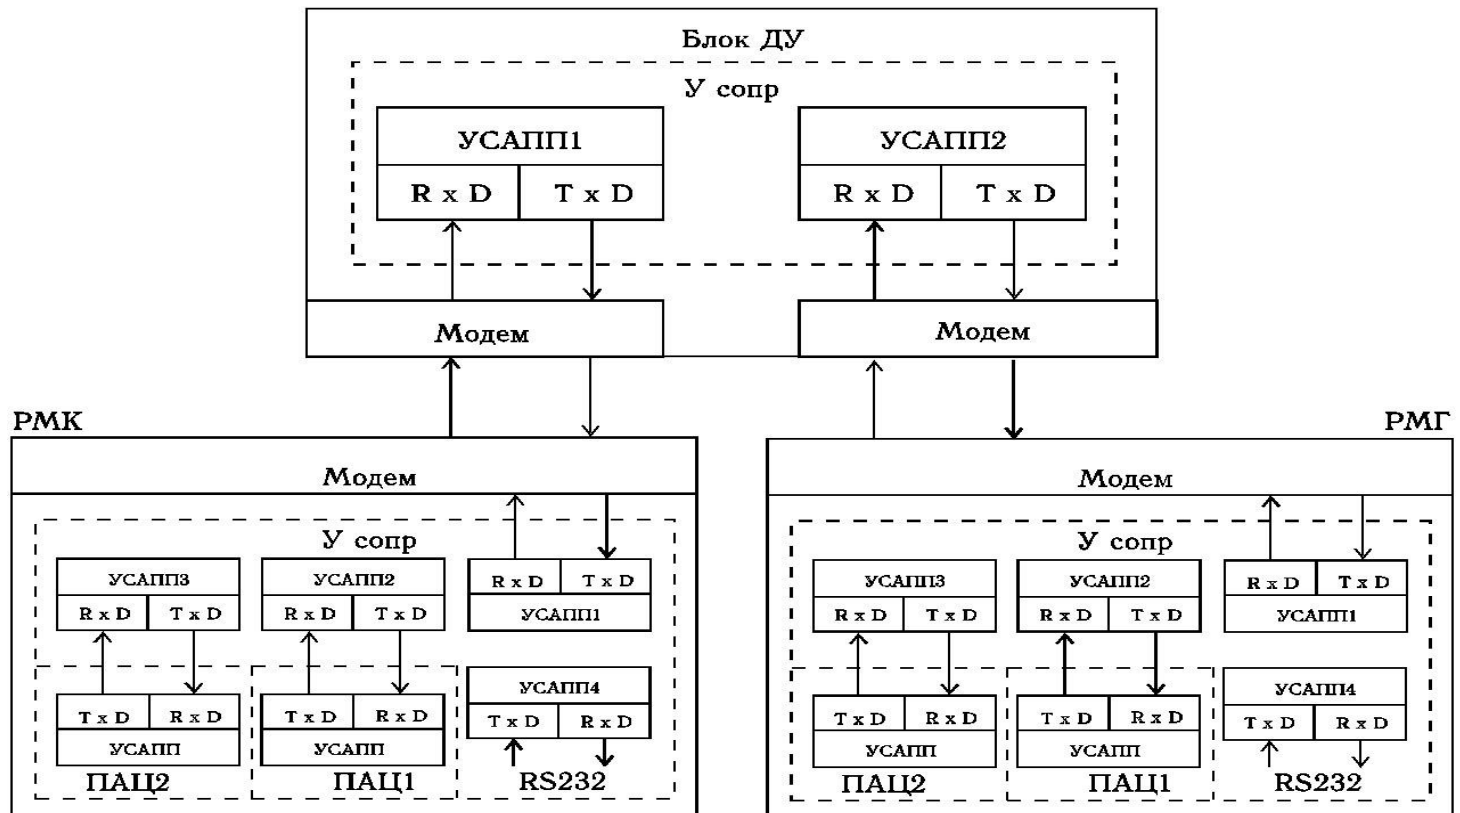 Блок ДУ
У сопр
УСАПП1
R x D
T x D
УСАПП2
R x D
T x D
Модем
Модем
РМК
Модем
У сопр
УСАПП3
R x D
T x D
УСАПП2
R x D
T x D
R x D
T x D
УСАПП1
T x D
R x D
УСАПП
ПАЦ2
T x D
R x D
УСАПП
ПАЦ1
УСАПП4
T x D
R x D
RS232
РМГ
Модем
У сопр
УСАПП3
R x D
T x D
УСАПП2
R x D
T x D
R x D
T x D
УСАПП1
T x D
R x D
УСАПП
ПАЦ2
T x D
R x D
УСАПП
ПАЦ1
УСАПП4
T x D
R x D
RS232